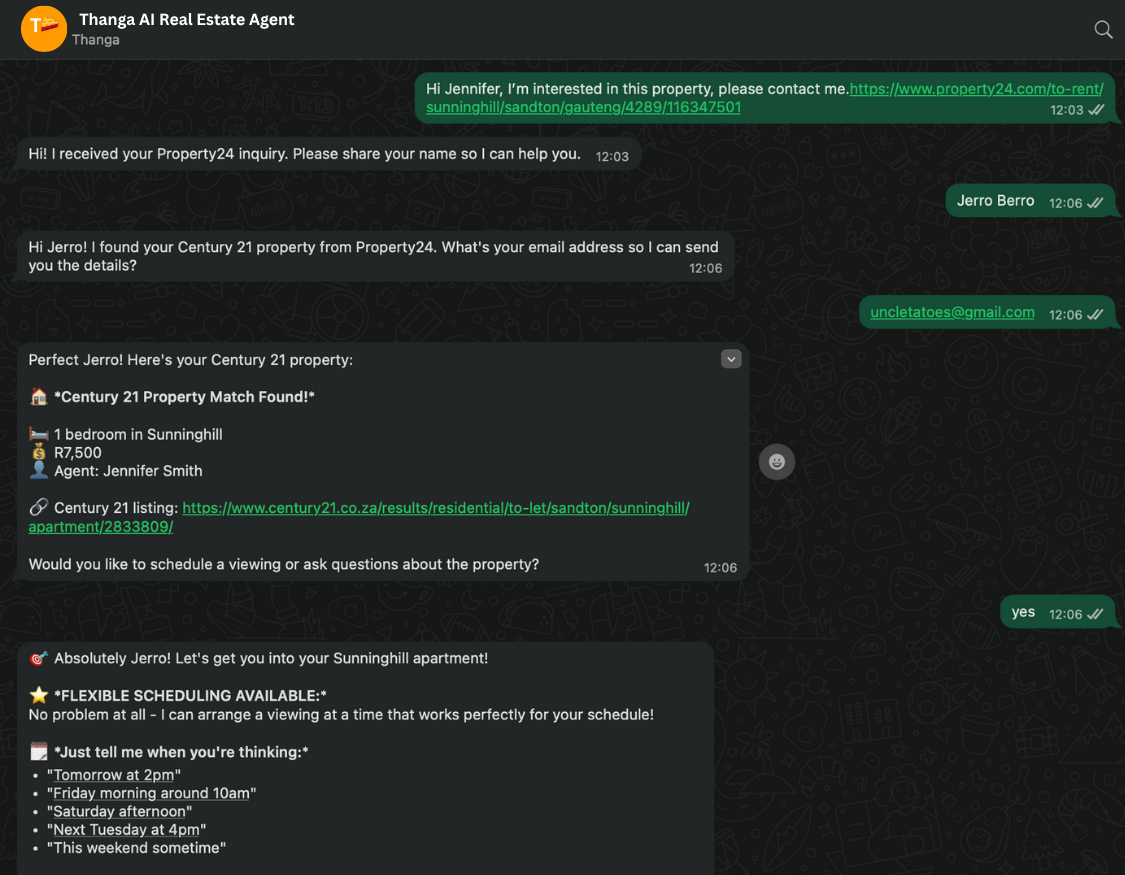 T
Thanga AI Real Estate Agent
Thanga
Hi Jennifer, I’m interested in this property, please contact me.https://www.property24.com/to-rent/
sunninghill/sandton/gauteng/4289/116347501
12:03
Hi! I received your Property24 inquiry. Please share your name so I can help you. 12:03
Jerro Berro 12:06
Hi Jerro! I found your Century 21 property from Property24. What's your email address so I can send
you the details?
12:06
uncletatoes@gmail.com 12:06
Perfect Jerro! Here's your Century 21 property:
🏠 *Century 21 Property Match Found!*
🛏️ 1 bedroom in Sunninghill
💰 R7,500
👤 Agent: Jennifer Smith
🔗 Century 21 listing: https://www.century21.co.za/results/residential/to-let/sandton/sunninghill/
apartment/2833809/
Would you like to schedule a viewing or ask questions about the property? 12:06
yes 12:06
🎯 Absolutely Jerro! Let's get you into your Sunninghill apartment!
⭐ *FLEXIBLE SCHEDULING AVAILABLE:*
No problem at all - I can arrange a viewing at a time that works perfectly for your schedule!
🗓️ *Just tell me when you're thinking:*
• "Tomorrow at 2pm"
• "Friday morning around 10am"
• "Saturday afternoon"
• "Next Tuesday at 4pm"
• "This weekend sometime"